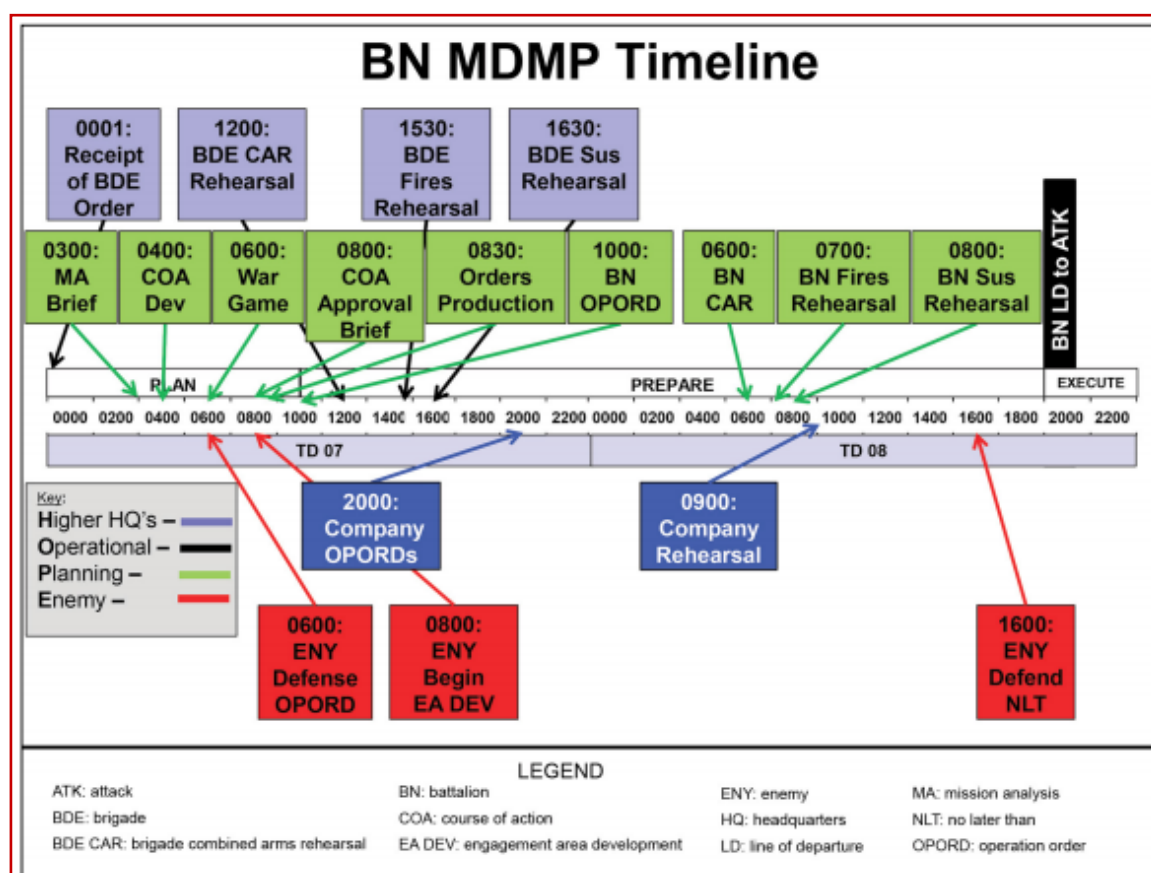 BN MDMP Timeline
0001:
Receipt
of BDE
Order
1200:
BDE CAR
Rehearsal
1530:
BDE
Fires
Rehearsal
1630:
BDE Sus
Rehearsal
0300:
MA
Brief
0400:
COA
Dev
0600:
War
Game
0800:
COA
Approval
Brief
0830:
Orders
Production
1000:
BN
OPORD
0600:
BN
CAR
0700:
BN Fires
Rehearsal
0800:
BN Sus
Rehearsal
BN LD to ATK
PLAN PREPARE EXECUTE
0000 0200 0400 0600 0800 1000 1200 1400 1600 1800 2000 2200 0000 0200 0400 0600 0800 1000 1200 1400 1600 1800 2000 2200
TD 07 TD 08
Key:
Higher HQ's –
Operational –
Planning –
Enemy –
2000:
Company
OPORDs
0900:
Company
Rehearsal
0600:
ENY
Defense
OPORD
0800:
ENY
Begin
EA DEV
1600:
ENY
Defend
NLT
LEGEND
ATK: attack BN: battalion ENY: enemy MA: mission analysis
BDE: brigade COA: course of action HQ: headquarters NLT: no later than
BDE CAR: brigade combined arms rehearsal EA DEV: engagement area development LD: line of departure OPORD: operation order